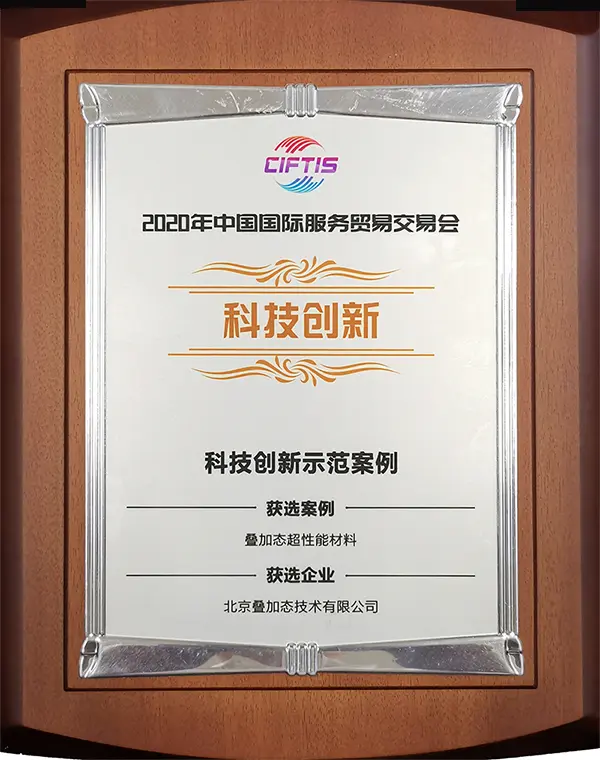 CIFTIS
2020年中国国际服务贸易交易会
科技创新
科技创新示范案例
获选案例
叠加态超性能材料
获选企业
北京叠加态技术有限公司